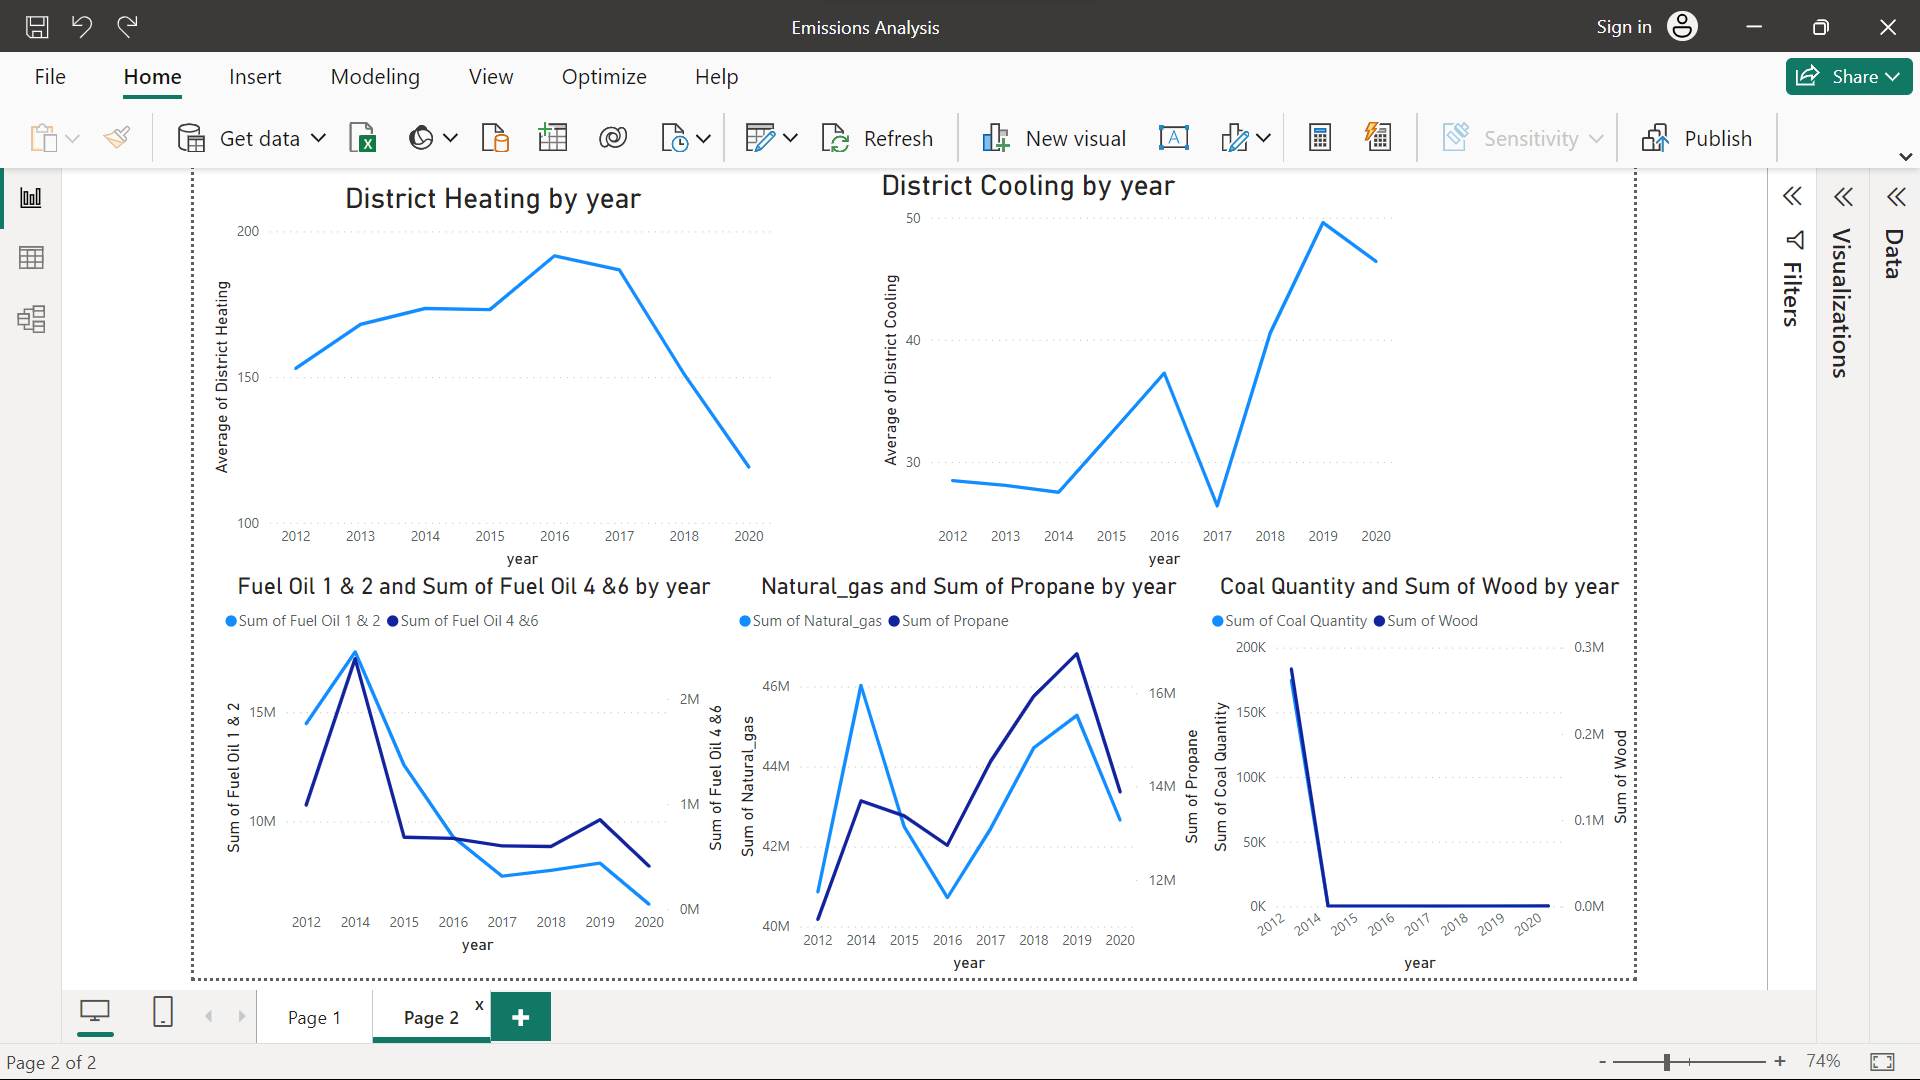 Emissions Analysis
Sign in
File Home Insert Modeling View Optimize Help
Share
Get data
Refresh
New visual
Sensitivity
Publish
District Heating by year
200
150
100
Average of District Heating
2012 2013 2014 2015 2016 2017 2018 2020
year
District Cooling by year
50
40
30
Average of District Cooling
2012 2013 2014 2015 2016 2017 2018 2019 2020
year
Fuel Oil 1 & 2 and Sum of Fuel Oil 4 &6 by year
Sum of Fuel Oil 1 & 2 Sum of Fuel Oil 4 &6
15M
10M
Sum of Fuel Oil 1 & 2
2M
1M
0M
Sum of Fuel Oil 4 &6
2012 2014 2015 2016 2017 2018 2019 2020
year
Natural_gas and Sum of Propane by year
Sum of Natural_gas Sum of Propane
46M
44M
42M
40M
Sum of Natural_gas
16M
14M
12M
Sum of Propane
2012 2014 2015 2016 2017 2018 2019 2020
year
Coal Quantity and Sum of Wood by year
Sum of Coal Quantity Sum of Wood
200K
150K
100K
50K
0K
Sum of Coal Quantity
0.3M
0.2M
0.1M
0.0M
Sum of Wood
2012 2014 2015 2016 2017 2018 2019 2020
year
Filters
Visualizations
Data
Page 1
Page 2
x
Page 2 of 2
- + 74%